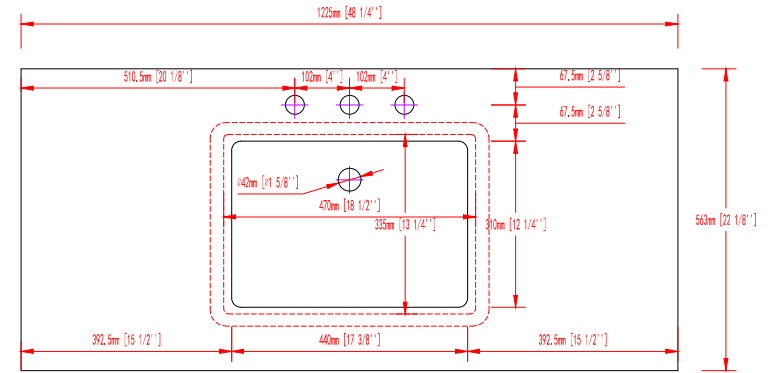 1225mm [48 1/4'']
510.5mm [20 1/8'']
102mm [4'']
102mm [4'']
67.5mm [2 5/8'']
67.5mm [2 5/8'']
ø42mm [ø1 5/8'']
470mm [18 1/2'']
335mm [13 1/4'']
310mm [12 1/4'']
563mm [22 1/8'']
392.5mm [15 1/2'']
440mm [17 3/8'']
392.5mm [15 1/2'']